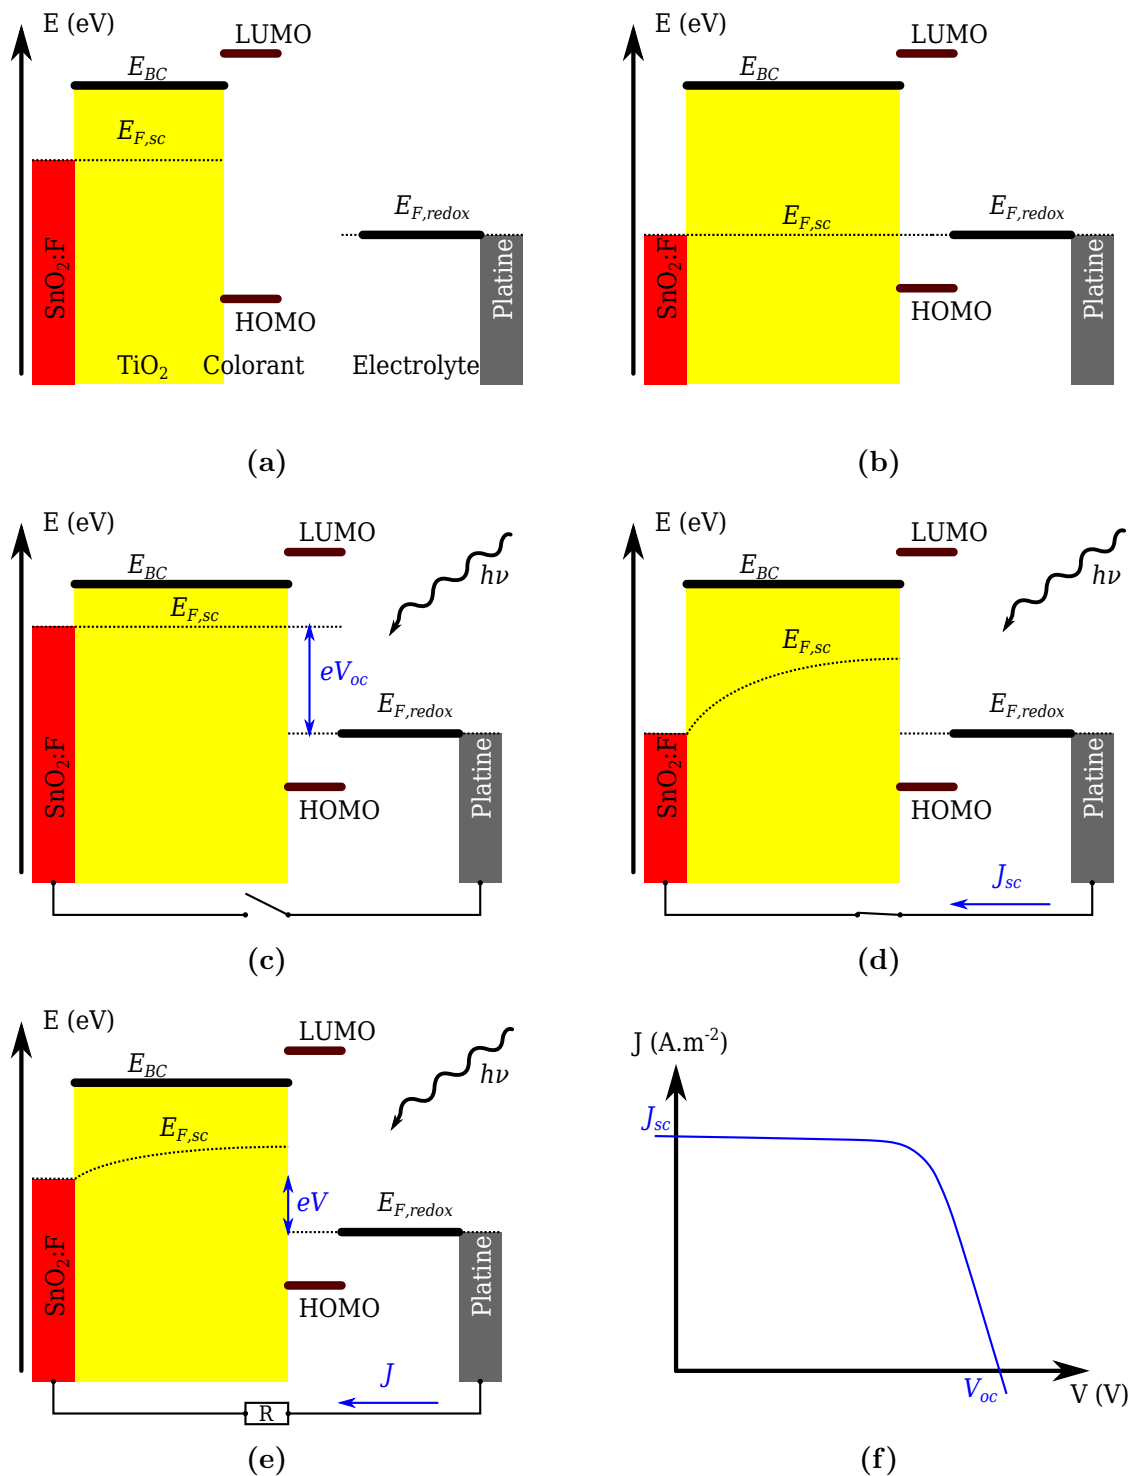 E (eV)
LUMO
E_BC
E_F,sc
E_F,redox
SnO₂:F
Platine
HOMO
TiO₂ Colorant Electrolyte
(a)
E (eV)
LUMO
E_BC
E_F,sc
E_F,redox
SnO₂:F
Platine
HOMO
(b)
E (eV)
LUMO
E_BC
hν
E_F,sc
eV_oc
E_F,redox
SnO₂:F
Platine
HOMO
(c)
E (eV)
LUMO
E_BC
hν
E_F,sc
E_F,redox
SnO₂:F
Platine
HOMO
J_sc
(d)
E (eV)
LUMO
E_BC
hν
E_F,sc
eV
E_F,redox
SnO₂:F
Platine
HOMO
J
R
(e)
J (A.m⁻²)
J_sc
V_oc
V (V)
(f)